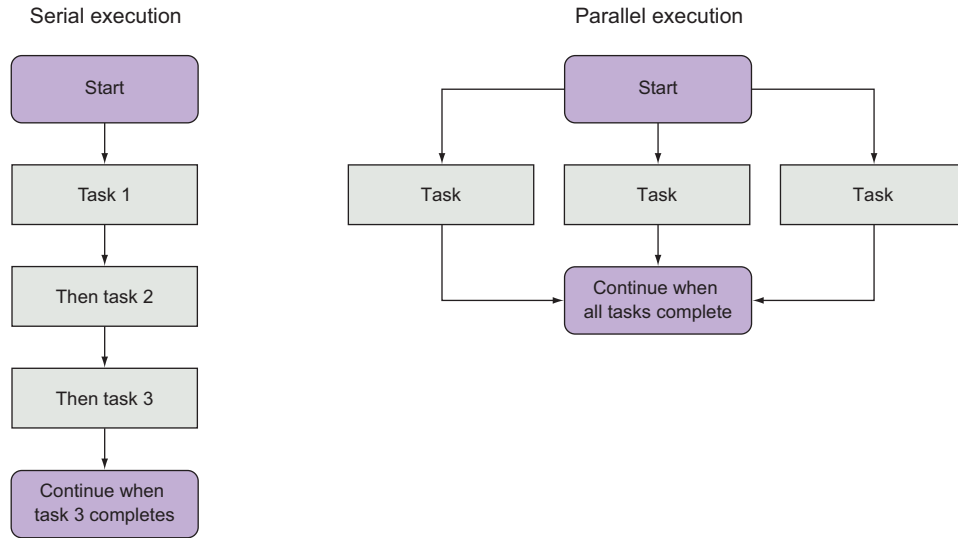 Serial execution
Start
Task 1
Then task 2
Then task 3
Continue when
task 3 completes
Parallel execution
Start
Task
Task
Task
Continue when
all tasks complete